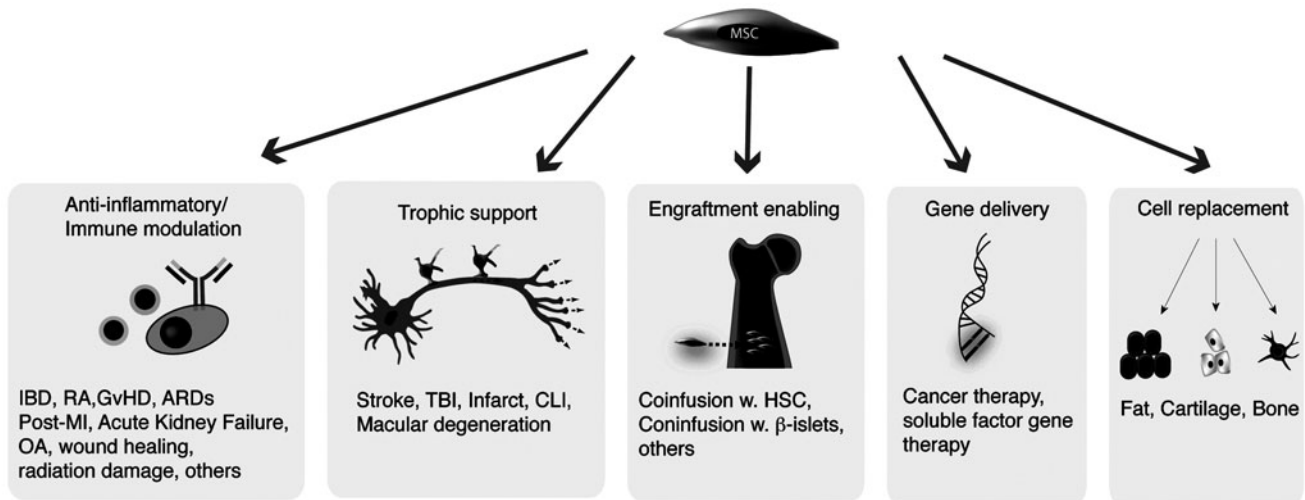 MSC
Anti-inflammatory/
Immune modulation
IBD, RA,GvHD, ARDs
Post-MI, Acute Kidney Failure,
OA, wound healing,
radiation damage, others
Trophic support
Stroke, TBI, Infarct, CLI,
Macular degeneration
Engraftment enabling
Coinfusion w. HSC,
Coninfusion w. β-islets,
others
Gene delivery
Cancer therapy,
soluble factor gene
therapy
Cell replacement
Fat, Cartilage, Bone